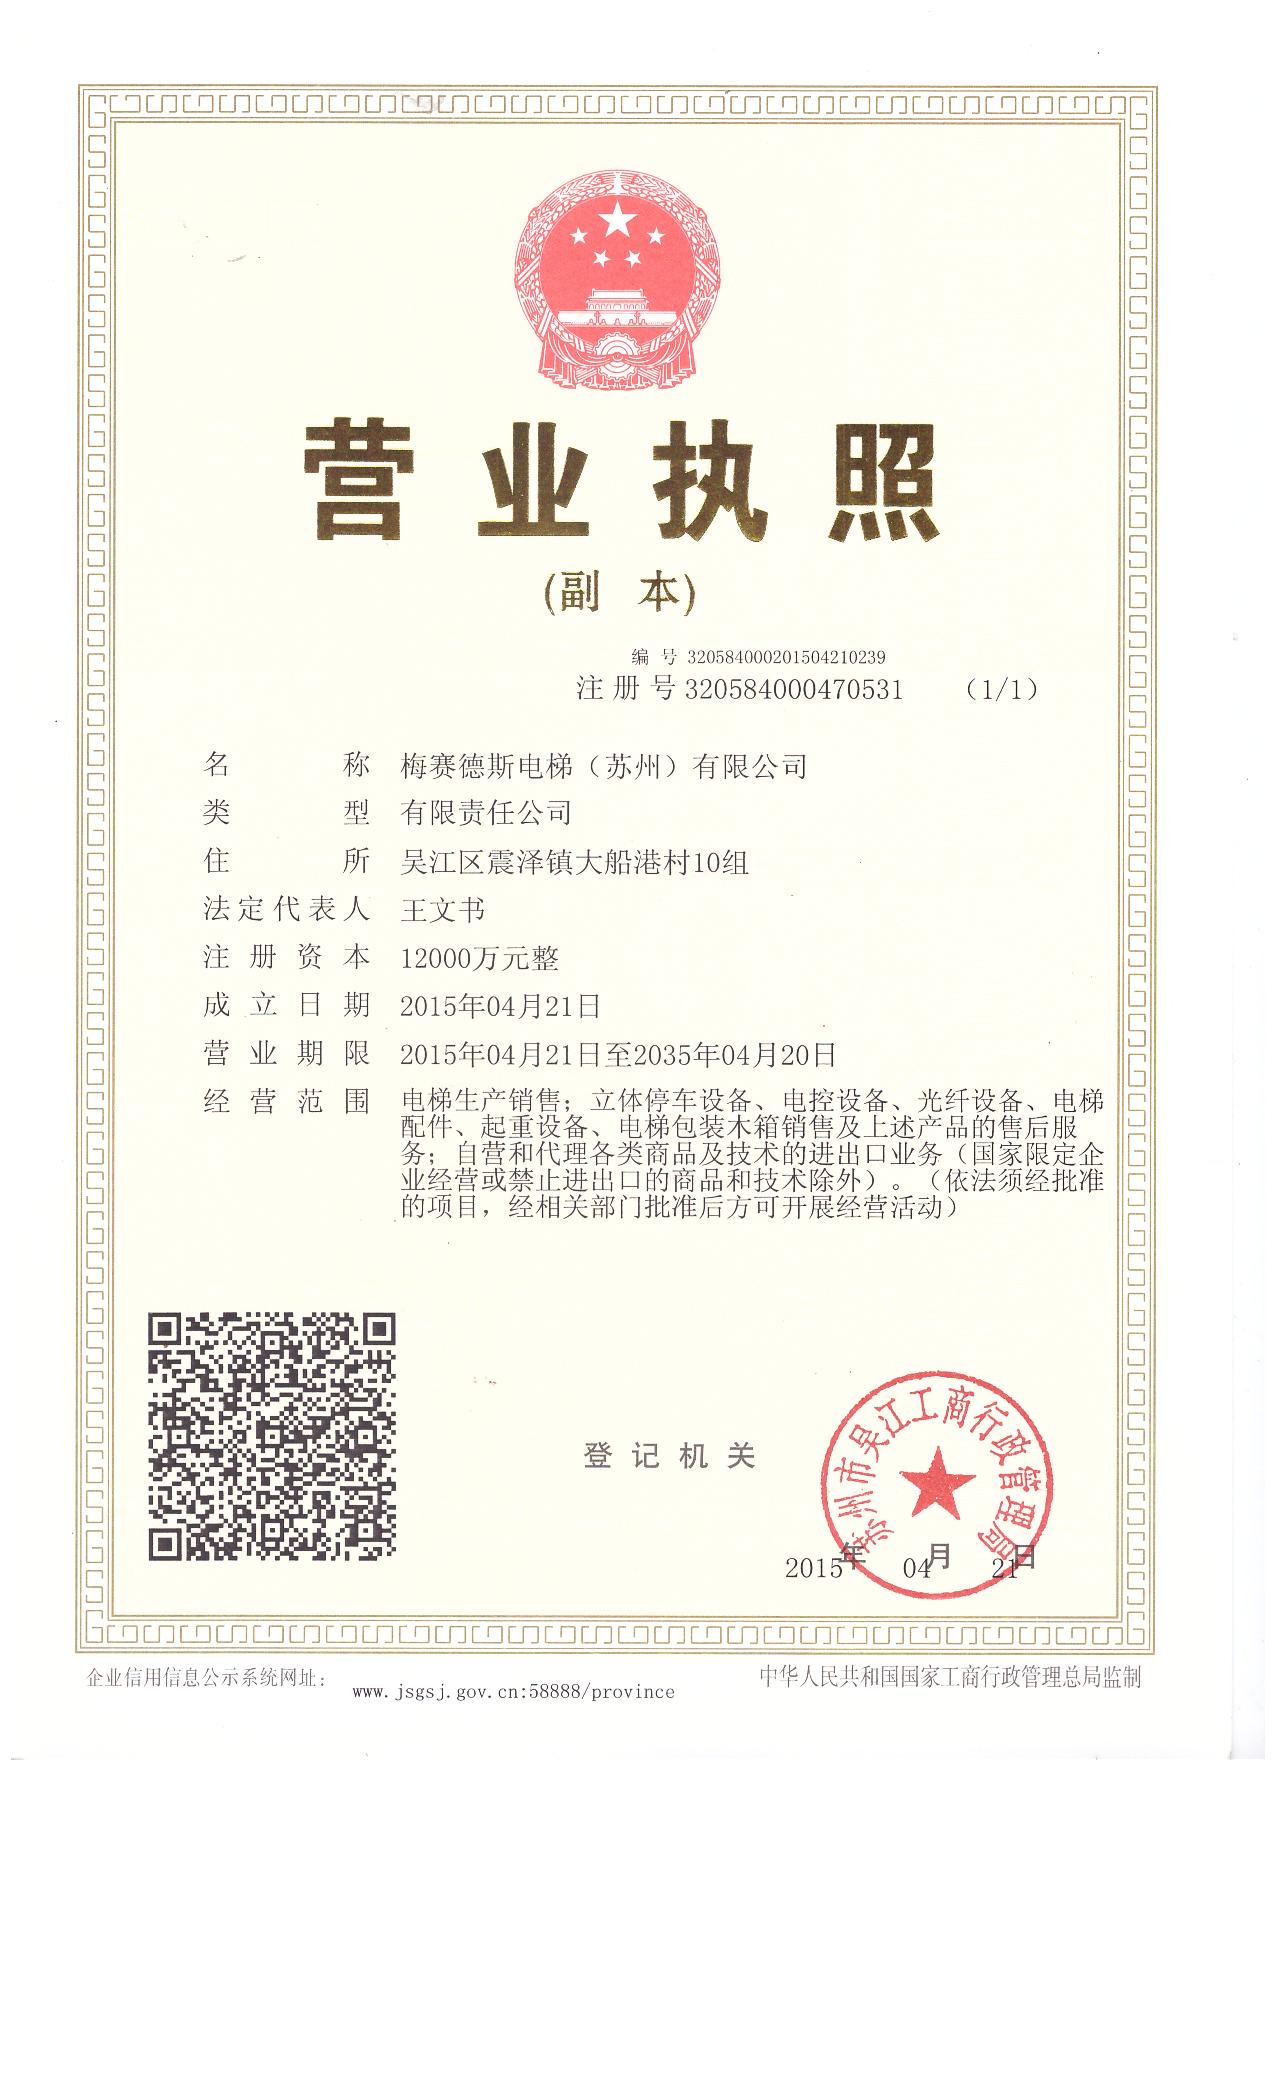 营业执照
(副 本)
编 号 320584000201504210239
注 册 号 320584000470531 （1/1）
名 称 梅赛德斯电梯（苏州）有限公司
类 型 有限责任公司
住 所 吴江区震泽镇大船港村10组
法定代表人 王文书
注 册 资 本 12000万元整
成 立 日 期 2015年04月21日
营 业 期 限 2015年04月21日至2035年04月20日
经 营 范 围 电梯生产销售；立体停车设备、电控设备、光纤设备、电梯
配件、起重设备、电梯包装木箱销售及上述产品的售后服
务；自营和代理各类商品及技术的进出口业务（国家限定企
业经营或禁止进出口的商品和技术除外）。（依法须经批准
的项目，经相关部门批准后方可开展经营活动）
登 记 机 关
苏州市吴江工商行政管理局
2015年 04月 21日
企业信用信息公示系统网址： www.jsgsj.gov.cn:58888/province
中华人民共和国国家工商行政管理总局监制